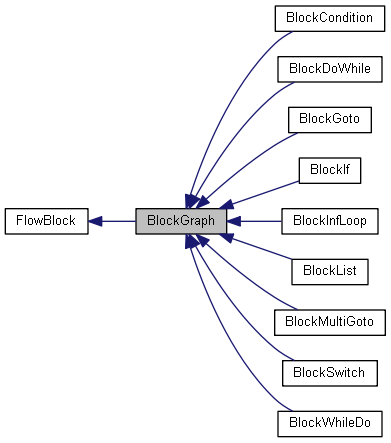 BlockCondition
BlockDoWhile
BlockGoto
BlockIf
FlowBlock
BlockGraph
BlockInfLoop
BlockList
BlockMultiGoto
BlockSwitch
BlockWhileDo